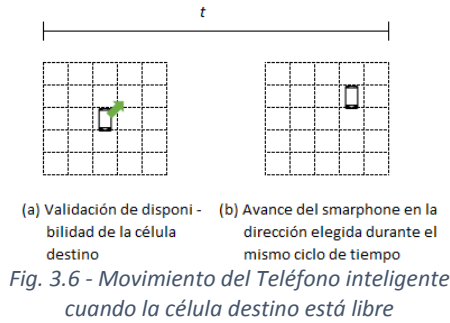 t
(a) Validación de disponi -
bilidad de la célula
destino
(b) Avance del smarphone en la
dirección elegida durante el
mismo ciclo de tiempo
Fig. 3.6 - Movimiento del Teléfono inteligente
cuando la célula destino está libre